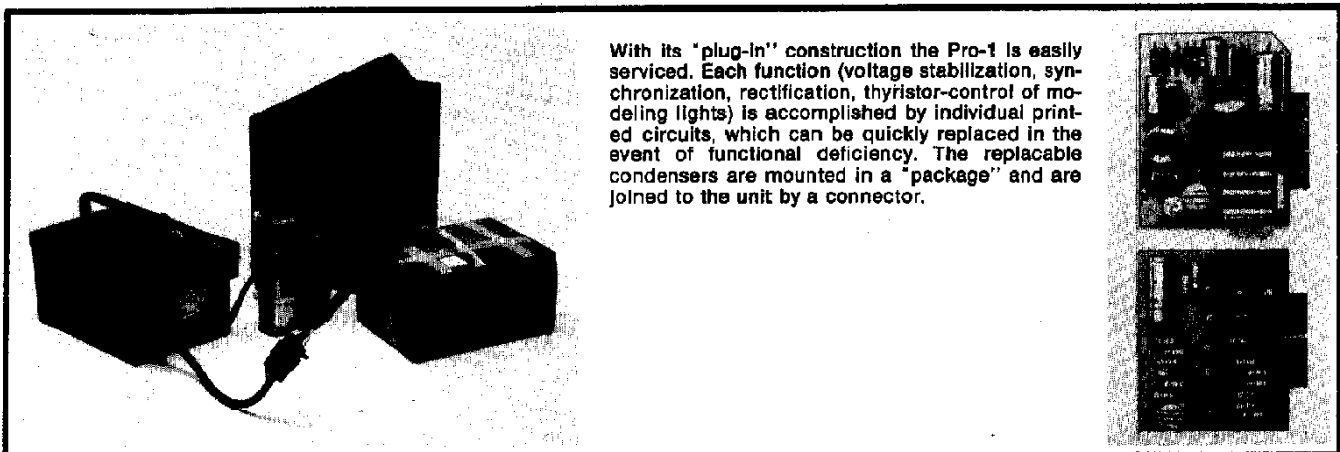 With its "plug-in" construction the Pro-1 is easily
serviced. Each function (voltage stabilization, syn-
chronization, rectification, thyristor-control of mo-
deling lights) is accomplished by individual print-
ed circuits, which can be quickly replaced in the
event of functional deficiency. The replacable
condensers are mounted in a "package" and are
joined to the unit by a connector.